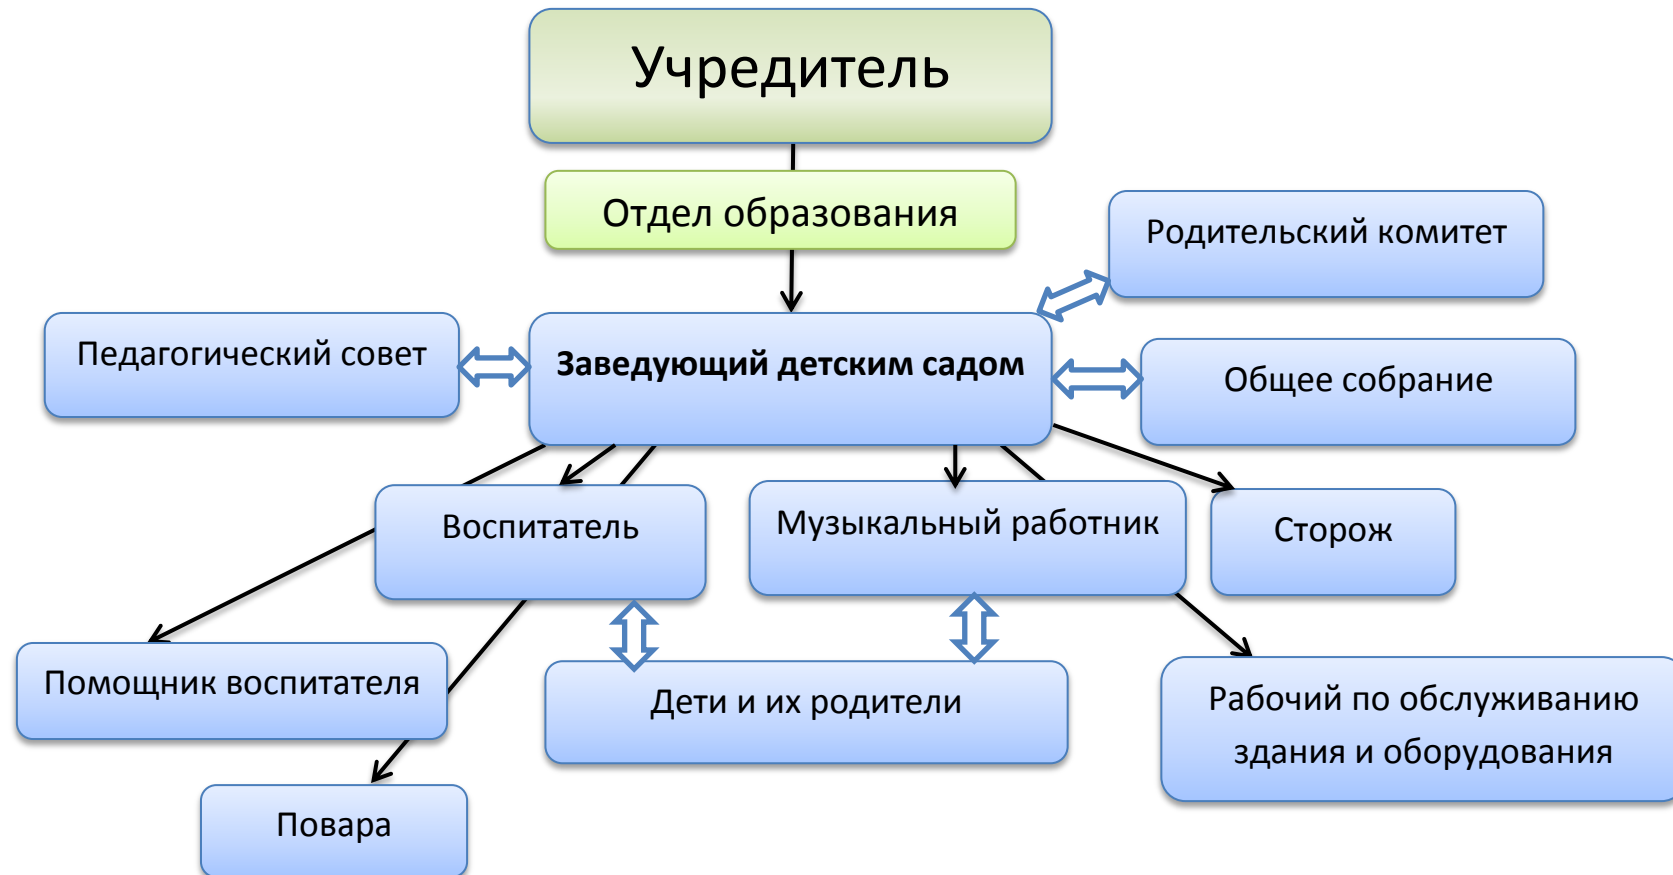 Учредитель
Отдел образования
Родительский комитет
Педагогический совет
Заведующий детским садом
Общее собрание
Воспитатель
Музыкальный работник
Сторож
Помощник воспитателя
Дети и их родители
Рабочий по обслуживанию
здания и оборудования
Повара